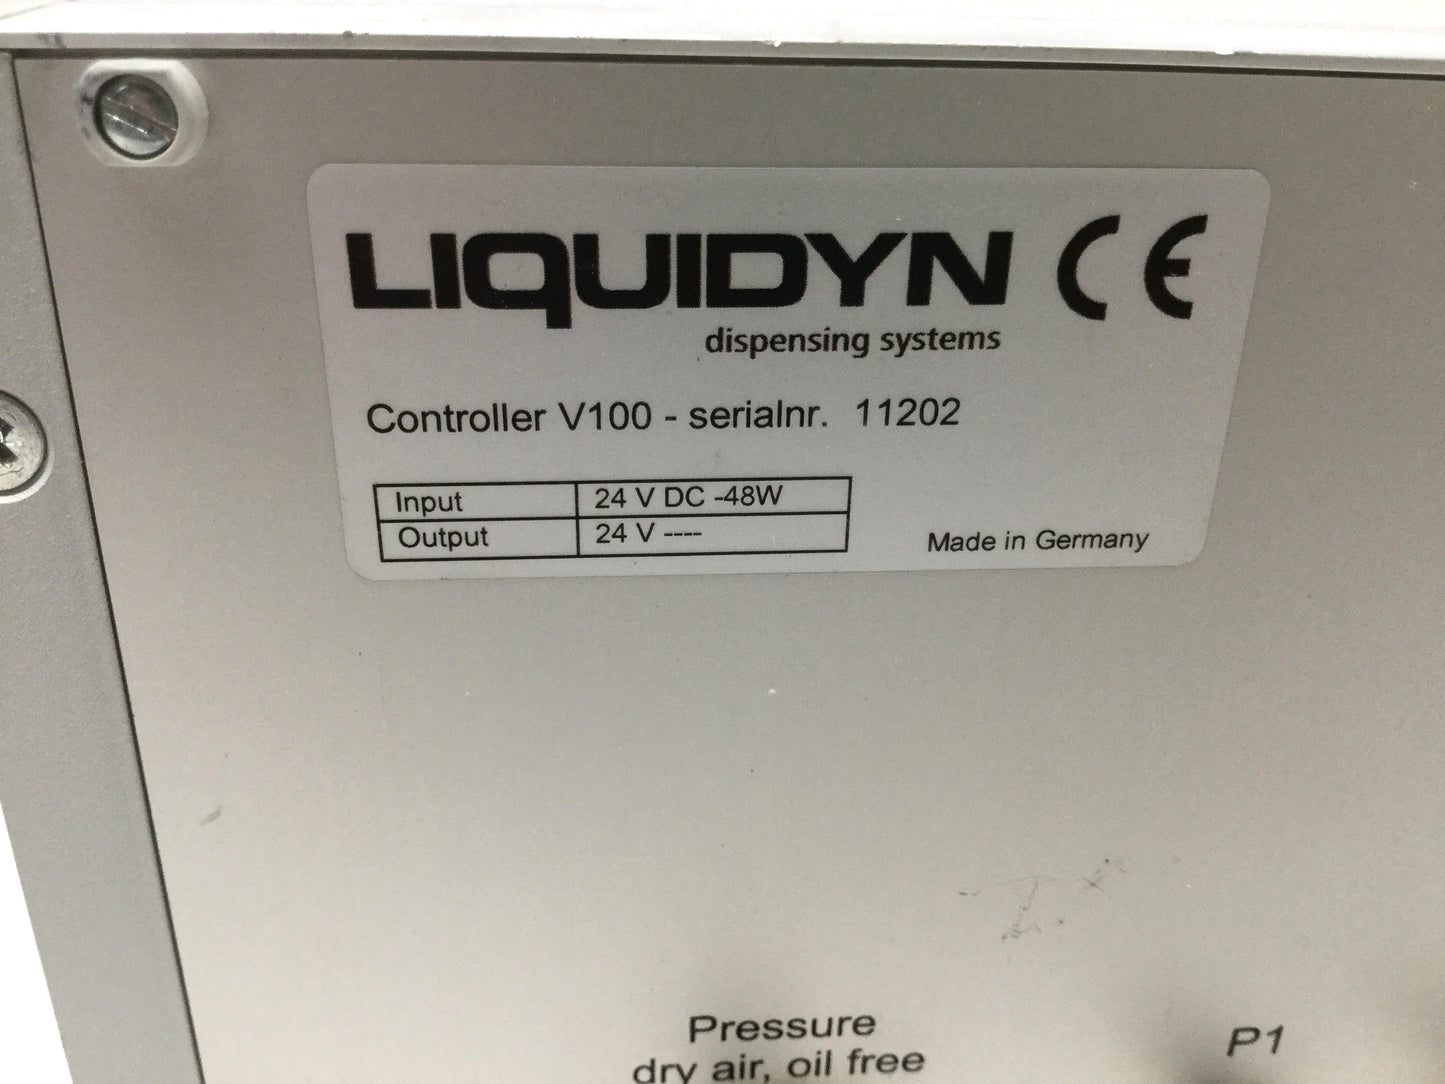 LIQUIDYN CE
dispensing systems
Controller V100 - serialnr. 11202
Input 24 V DC -48W
Output 24 V ----
Made in Germany
Pressure
dry air, oil free
P1